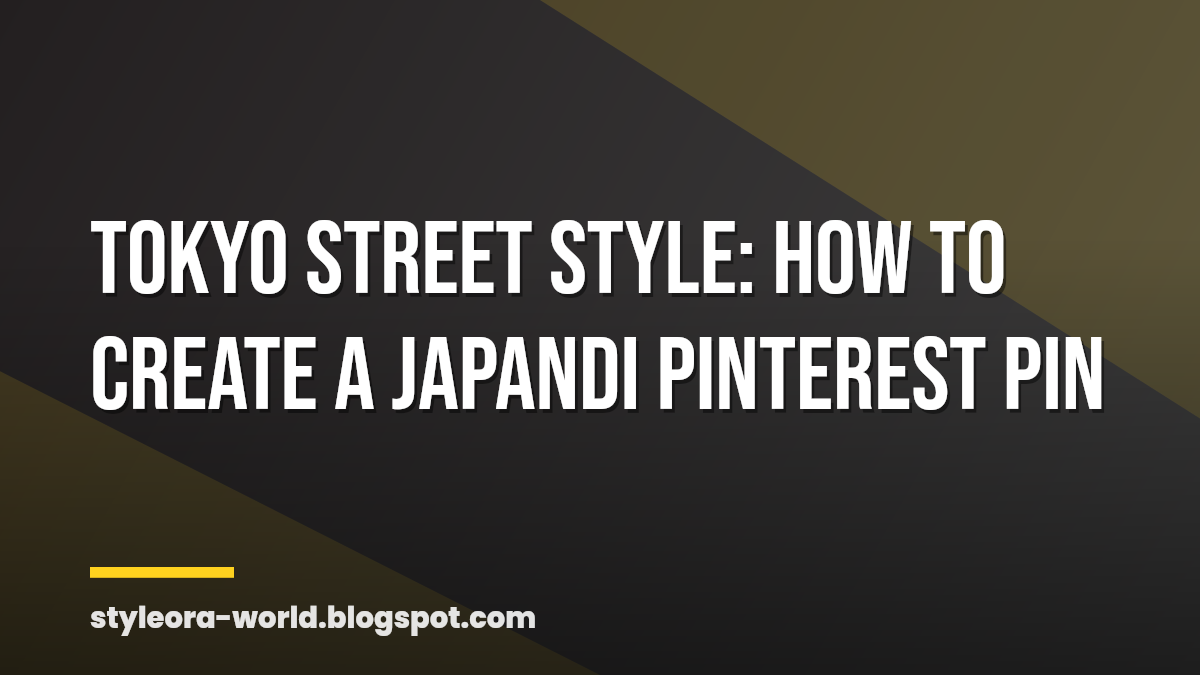 TOKYO STREET STYLE: HOW TO
CREATE A JAPANDI PINTEREST PIN
styleora-world.blogspot.com